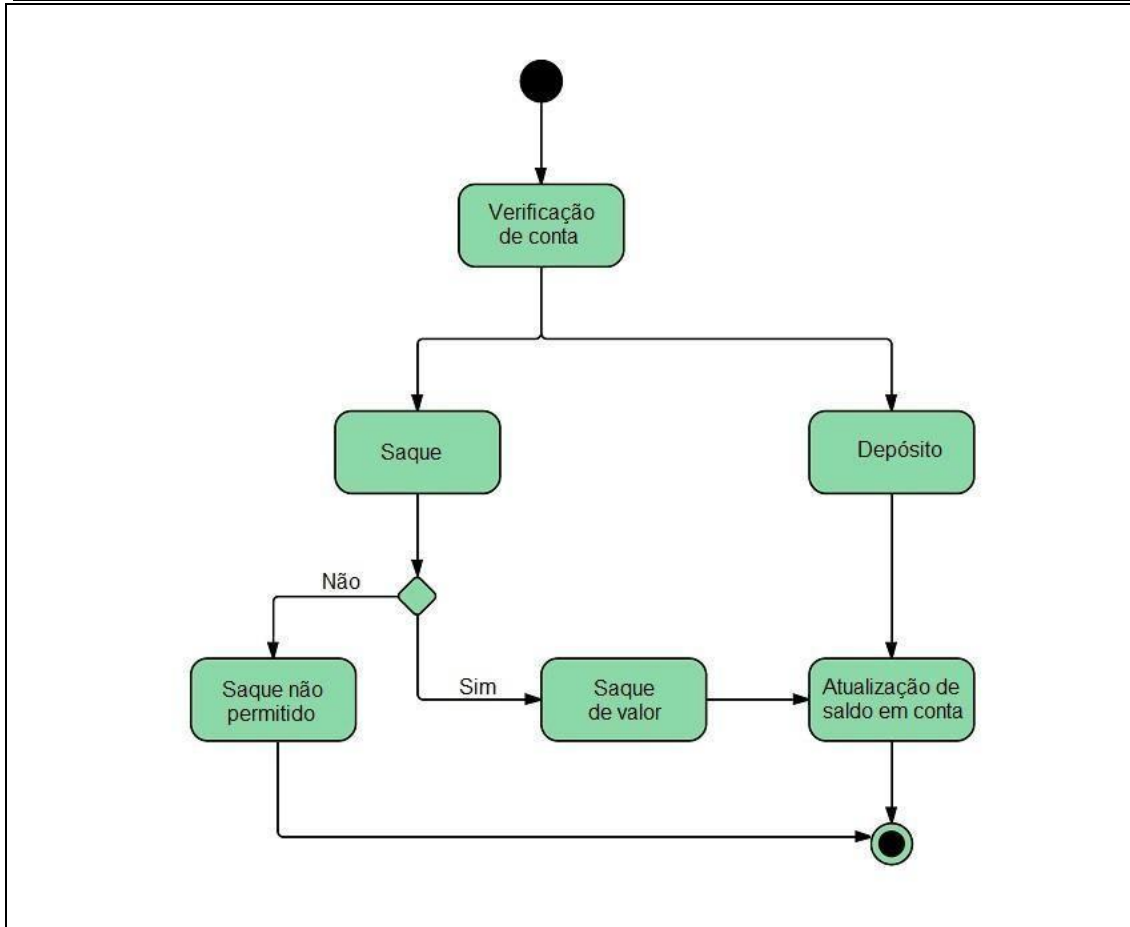 Verificação
de conta
Saque
Depósito
Não
Sim
Saque não
permitido
Saque
de valor
Atualização de
saldo em conta